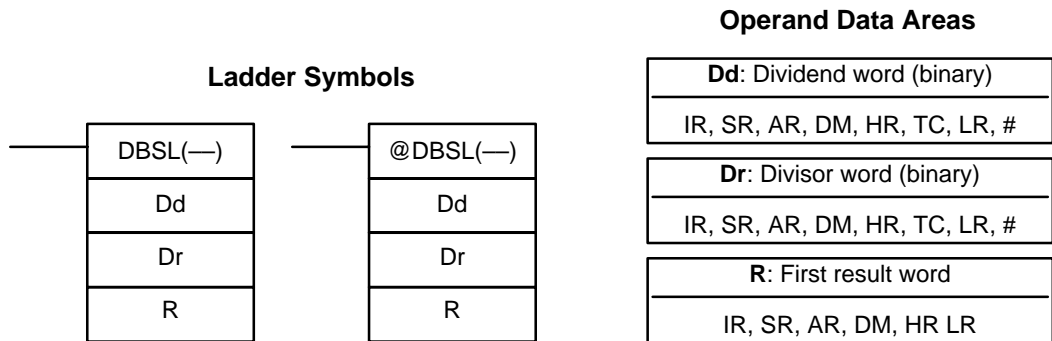 Ladder Symbols
DBSL(––)
Dd
Dr
R
@DBSL(––)
Dd
Dr
R
Operand Data Areas
Dd: Dividend word (binary)
IR, SR, AR, DM, HR, TC, LR, #
Dr: Divisor word (binary)
IR, SR, AR, DM, HR, TC, LR, #
R: First result word
IR, SR, AR, DM, HR LR